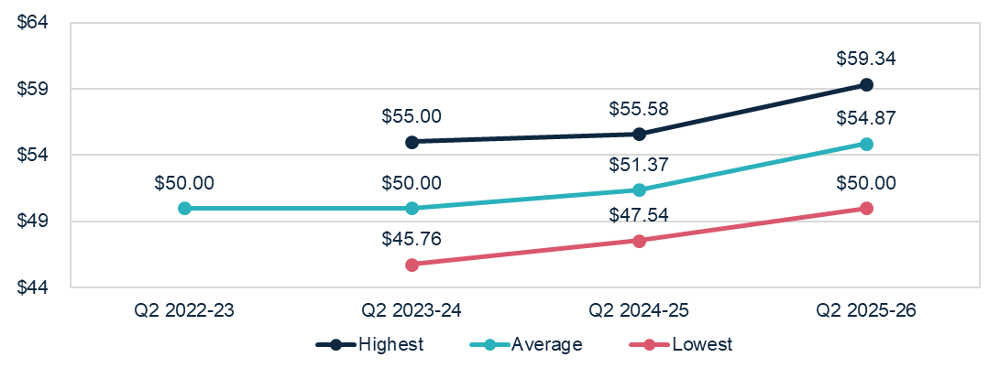 $64
$59.34
$59
$55.00
$55.58
$54.87
$54
$51.37
$50.00
$50.00
$50.00
$49
$47.54
$45.76
$44
Q2 2022-23
Q2 2023-24
Q2 2024-25
Q2 2025-26
Highest
Average
Lowest